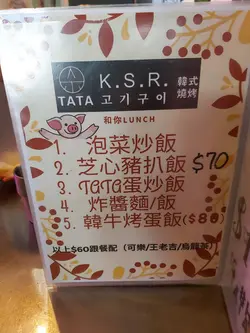 K.S.R. 韓式
TATA 고기구이 燒烤
和你LUNCH
1. 泡菜炒飯
2. 芝心豬扒飯 $70
3. TATA蛋炒飯
4. 炸醬麵/飯
5. 韓牛烤蛋飯($80)
以上$60跟餐配（可樂/王老吉/烏龍茶）